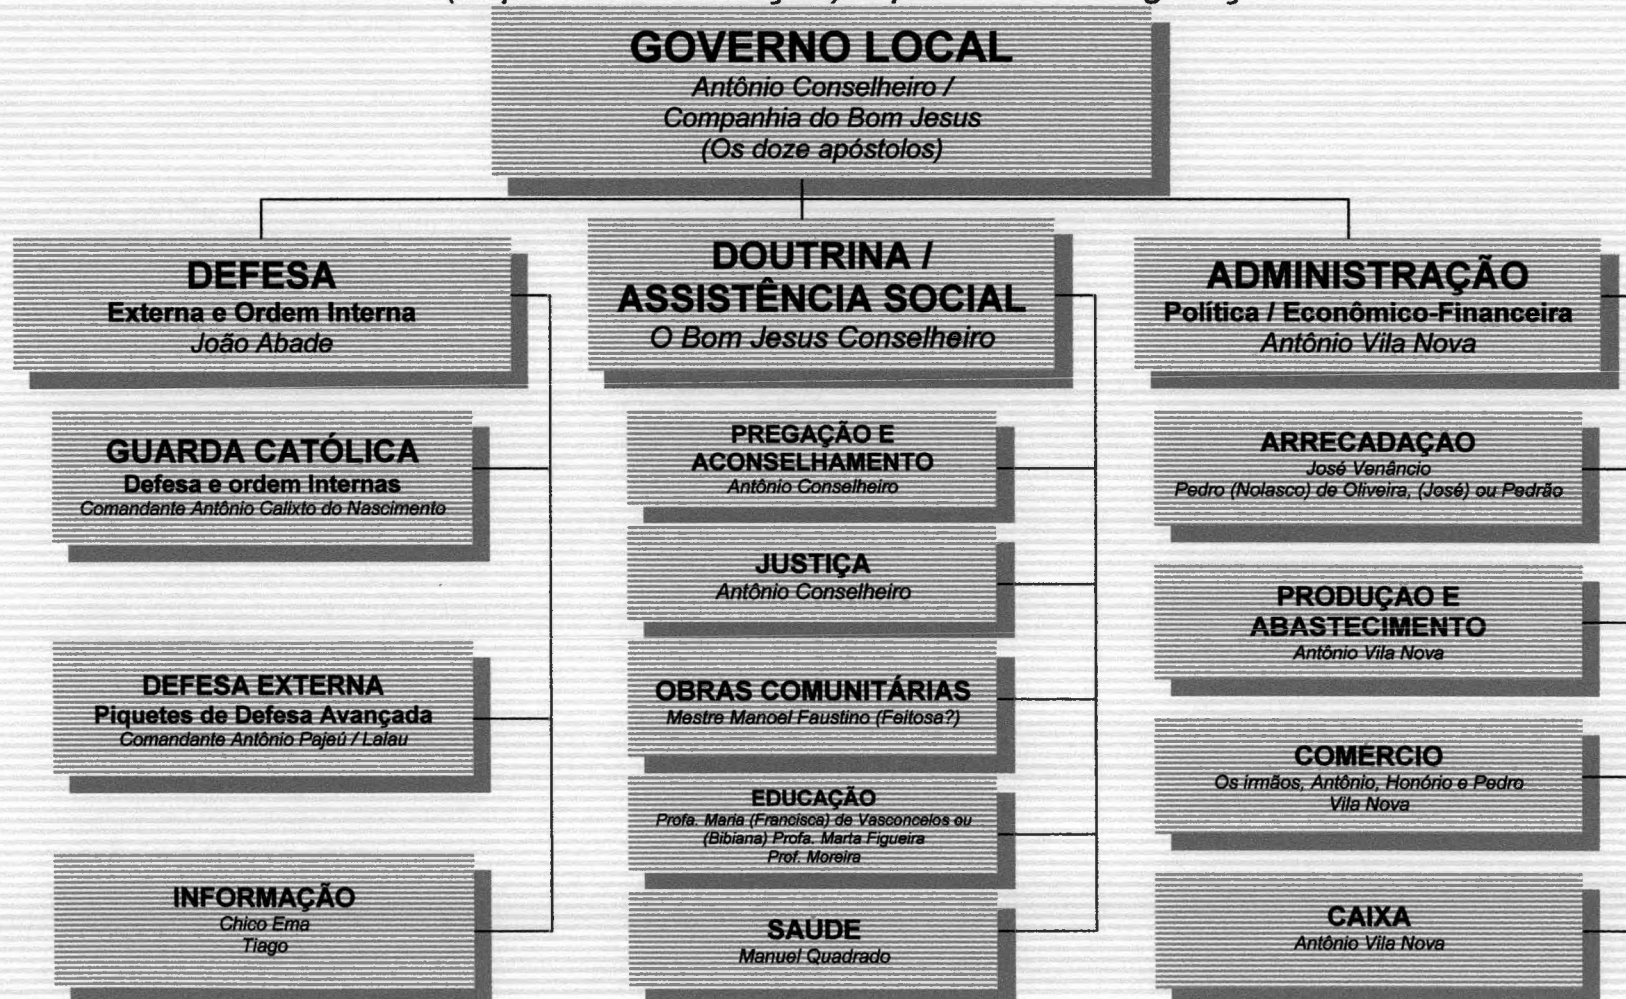 GOVERNO LOCAL
Antônio Conselheiro /
Companhia do Bom Jesus
(Os doze apóstolos)
DEFESA
Externa e Ordem Interna
João Abade
GUARDA CATÓLICA
Defesa e ordem Internas
Comandante Antônio Calixto do Nascimento
DEFESA EXTERNA
Piquetes de Defesa Avançada
Comandante Antônio Pajeú / Lalau
INFORMAÇÃO
Chico Ema
Tiago
DOUTRINA /
ASSISTÊNCIA SOCIAL
O Bom Jesus Conselheiro
PREGAÇÃO E
ACONSELHAMENTO
Antônio Conselheiro
JUSTIÇA
Antônio Conselheiro
OBRAS COMUNITÁRIAS
Mestre Manoel Faustino (Feitosa?)
EDUCAÇÃO
Profa. Maria (Francisca) de Vasconcelos ou
(Bibiana) Profa. Marta Figueira
Prof. Moreira
SAÚDE
Manuel Quadrado
ADMINISTRAÇÃO
Política / Econômico-Financeira
Antônio Vila Nova
ARRECADAÇÃO
José Venâncio
Pedro (Nolasco) de Oliveira, (José) ou Pedrão
PRODUÇÃO E
ABASTECIMENTO
Antônio Vila Nova
COMÉRCIO
Os irmãos, Antônio, Honório e Pedro
Vila Nova
CAIXA
Antônio Vila Nova